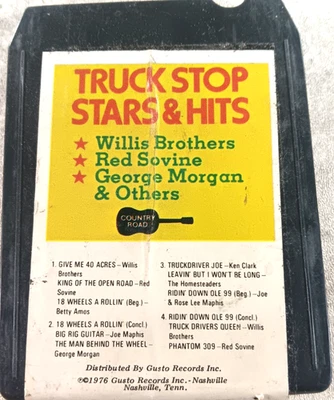 TRUCK STOP
STARS & HITS
★ Willis Brothers
★ Red Sovine
★ George Morgan
& Others
COUNTRY
ROAD
1. GIVE ME 40 ACRES—Willis
Brothers
KING OF THE OPEN ROAD—Red
Sovine
18 WHEELS A ROLLIN' (Beg.)—
Betty Amos
2. 18 WHEELS A ROLLIN' (Concl.)
BIG RIG GUITAR—Joe Maphis
THE MAN BEHIND THE WHEEL—
George Morgan
3. TRUCKDRIVER JOE—Ken Clark
LEAVIN' BUT I WON'T BE LONG—
The Homesteaders
RIDIN' DOWN OLE 99 (Beg.)—Joe
& Rose Lee Maphis
4. RIDIN' DOWN OLE 99 (Concl.)
TRUCK DRIVERS QUEEN—Willis
Brothers
PHANTOM 309—Red Sovine
Distributed By Gusto Records Inc.
©℗1976 Gusto Records Inc.-Nashville
Nashville, Tenn.